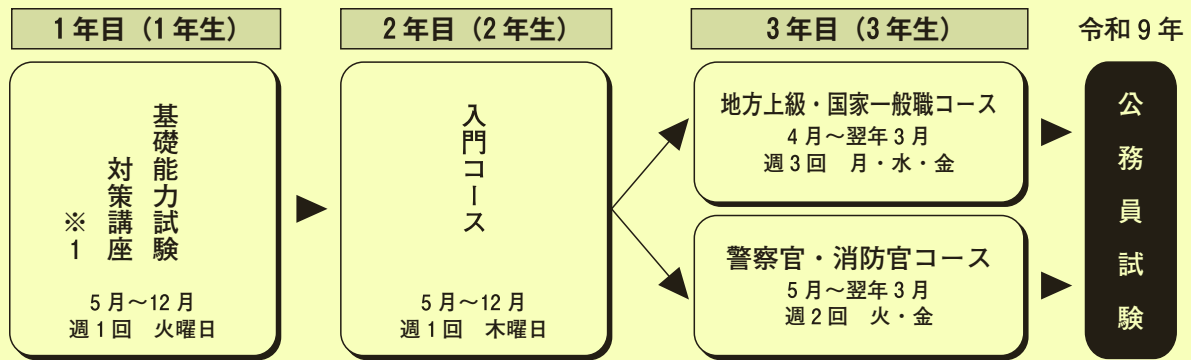 1年目（1年生）
基礎能力試験
対策講座
※1
5月～12月
週1回　火曜日
2年目（2年生）
入門コース
5月～12月
週1回　木曜日
3年目（3年生）
地方上級・国家一般職コース
4月～翌年3月
週3回　月・水・金
警察官・消防官コース
5月～翌年3月
週2回　火・金
令和9年
公務員試験